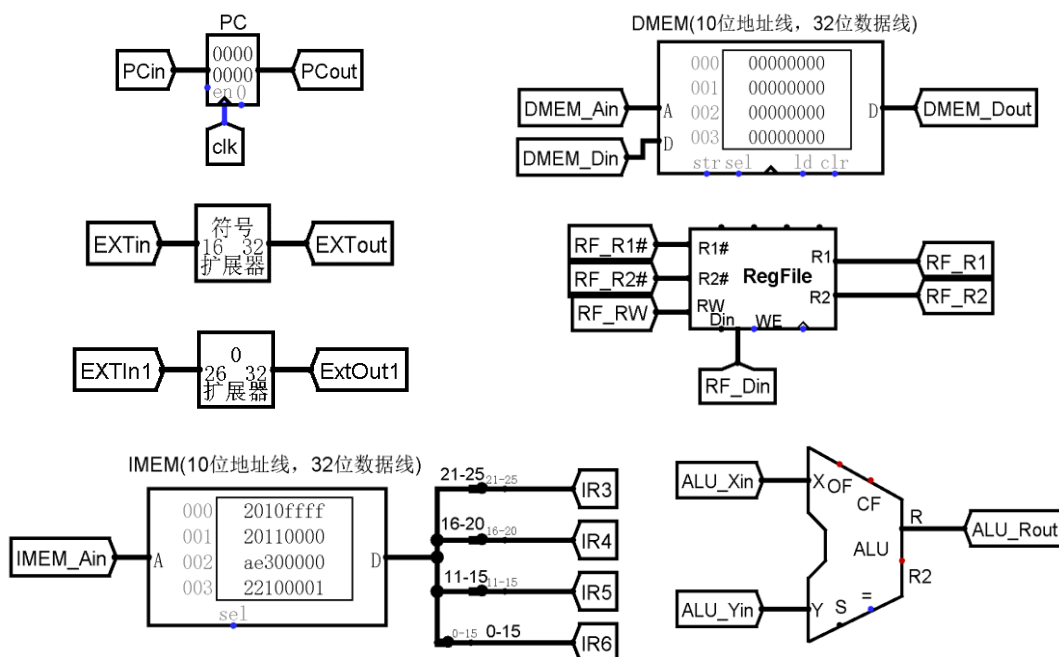 PC
PCin
0000
0000
en0
PCout
clk
DMEM(10位地址线，32位数据线)
DMEM_Ain
DMEM_Din
A
D
000 00000000
001 00000000
002 00000000
003 00000000
str sel ld clr
D
DMEM_Dout
EXTin
符号
16 32
扩展器
EXTout
RF_R1#
RF_R2#
RF_RW
R1#
R2#
RW
RegFile
R1
R2
Din WE
RF_R1
RF_R2
RF_Din
EXTIn1
0
26 32
扩展器
ExtOut1
IMEM(10位地址线，32位数据线)
IMEM_Ain
A
000 2010ffff
001 20110000
002 ae300000
003 22100001
sel
D
21-25 21-25 IR3
16-20 16-20 IR4
11-15 11-15 IR5
0-15 0-15 IR6
ALU_Xin
ALU_Yin
X OF
CF
R
ALU
R2
Y S =
ALU_Rout